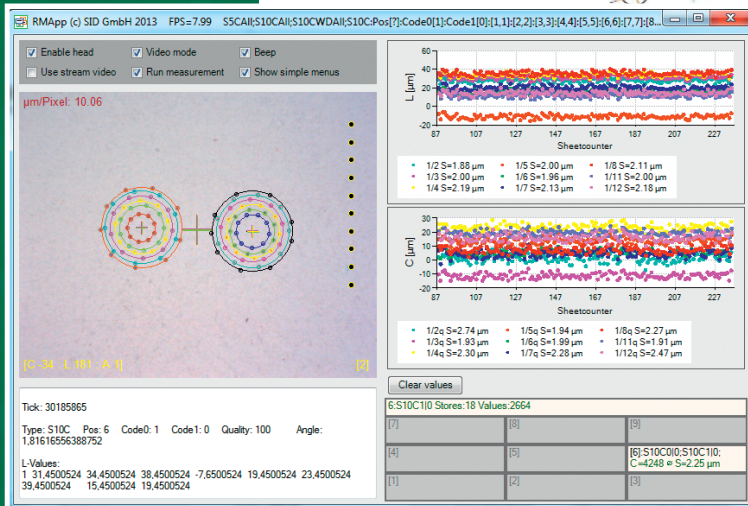 RMApp (c) SID GmbH 2013 FPS=7.99 S5CAll;S10CAll;S10CWDAll;S10C:Pos[?]:Code0[1]:Code1[0]:[1,1]:[2,2]:[3,3]:[4,4]:[5,5]:[6,6]:[7,7]:[8...
Enable head Video mode Beep
Use stream video Run measurement Show simple menus
µm/Pixel: 10.06
[C -34 ; L 181 ; A 1] [2]
Tick: 30185865
Type: S10C Pos: 6 Code0: 1 Code1: 0 Quality: 100 Angle:
1,81616556388752
L-Values:
1 31,4500524 34,4500524 38,4500524 -7,6500524 19,4500524 23,4500524
39,4500524 15,4500524 19,4500524
L [µm]
60
40
20
0
-20
87 107 127 147 167 187 207 227
Sheetcounter
1/2 S=1.88 µm 1/5 S=2.00 µm 1/8 S=2.11 µm
1/3 S=2.00 µm 1/6 S=1.96 µm 1/11 S=2.00 µm
1/4 S=2.19 µm 1/7 S=2.13 µm 1/12 S=2.18 µm
C [µm]
30
20
10
0
-10
-20
87 107 127 147 167 187 207 227
Sheetcounter
1/2q S=2.74 µm 1/5q S=1.94 µm 1/8q S=2.27 µm
1/3q S=1.93 µm 1/6q S=1.99 µm 1/11q S=1.91 µm
1/4q S=2.30 µm 1/7q S=2.28 µm 1/12q S=2.47 µm
Clear values
6:S10C1|0 Stores:18 Values:2664
[7] [8] [9]
[4] [5] [6]:S10C0|0;S10C1|0;
C=4248 ⌀ S=2.25 µm
[1] [2] [3]